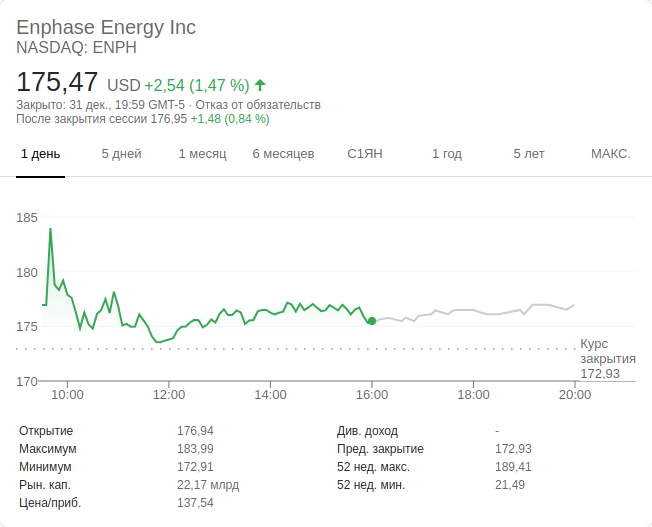 Enphase Energy Inc
NASDAQ: ENPH
175,47 USD +2,54 (1,47 %)
Закрыто: 31 дек., 19:59 GMT-5 · Отказ от обязательств
После закрытия сессии 176,95 +1,48 (0,84 %)
1 день 5 дней 1 месяц 6 месяцев С1ЯН 1 год 5 лет МАКС.
185
180
175
170
Курс
закрытия
172,93
10:00 12:00 14:00 16:00 18:00 20:00
Открытие 176,94 Див. доход -
Максимум 183,99 Пред. закрытие 172,93
Минимум 172,91 52 нед. макс. 189,41
Рын. кап. 22,17 млрд 52 нед. мин. 21,49
Цена/приб. 137,54